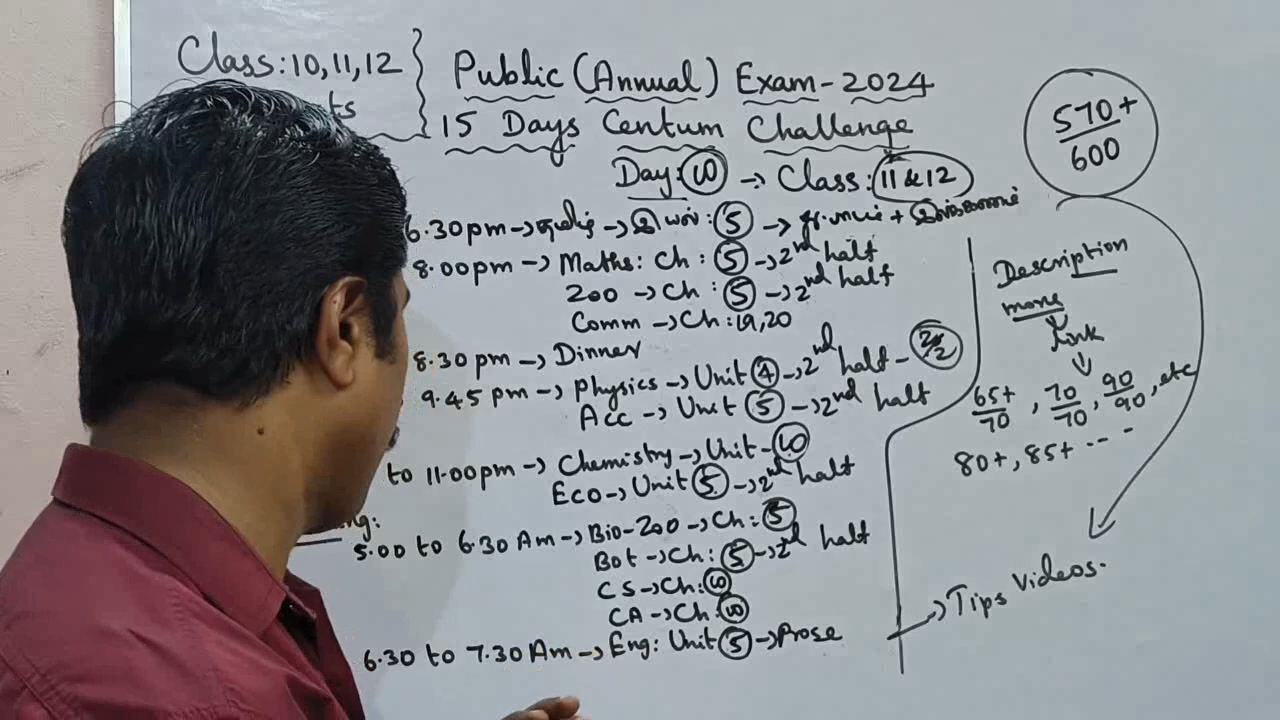 Class: 10, 11, 12
Public (Annual) Exam - 2024
15 Days Centum Challenge
Day: 10 → Class: 11 & 12
6.30pm → தமிழ் → இயல்: 5 →
8.00pm → Maths: Ch: 5 → 2nd half
Zoo → Ch: 5 → 2nd half
Comm → Ch: 19, 20
8.30 pm → Dinner
9.45 pm → Physics → Unit 4 → 2nd half - 2/2
Acc → Unit 5 → 2nd half
to 11.00pm → Chemistry → Unit - 10
Eco → Unit 5 → 2nd half
5.00 to 6.30 Am → Bio-Zoo → Ch: 5
Bot → Ch: 5 → 2nd half
CS → Ch: 10
CA → Ch: 10
6.30 to 7.30 Am → Eng: Unit 5 → Prose
570+/600
Description
more
Link
65+/70, 70/70, 90/90, etc
80+, 85+ ---
→ Tips Videos.